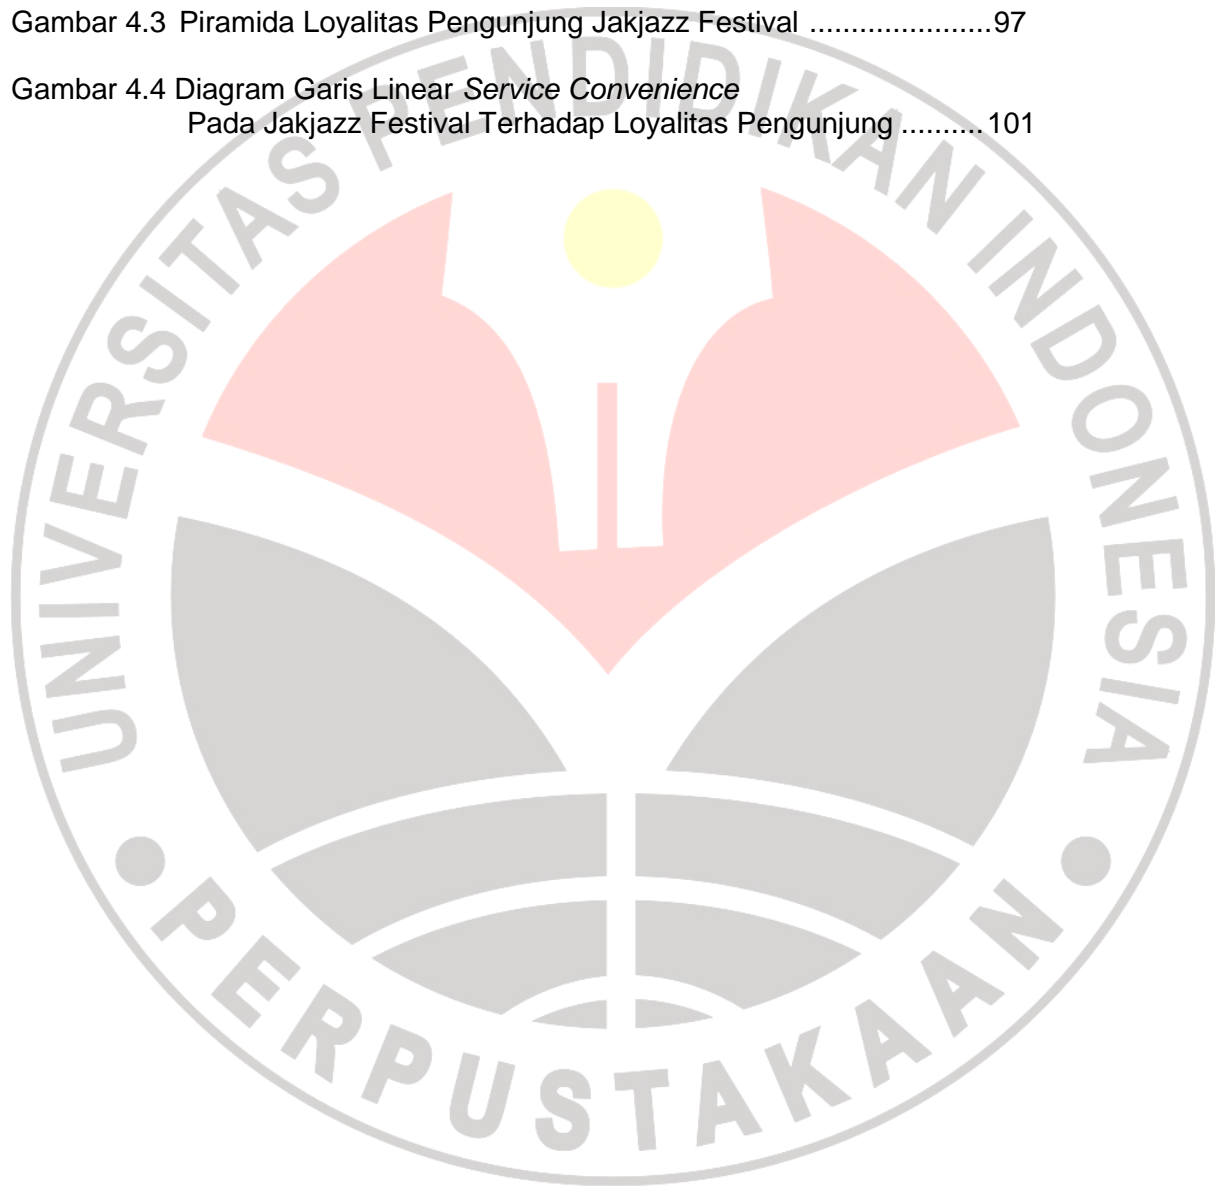 Gambar 4.3 Piramida Loyalitas Pengunjung Jakjazz Festival ......................97
Gambar 4.4 Diagram Garis Linear Service Convenience
Pada Jakjazz Festival Terhadap Loyalitas Pengunjung ..........101
UNIVERSITAS PENDIDIKAN INDONESIA
PERPUSTAKAAN